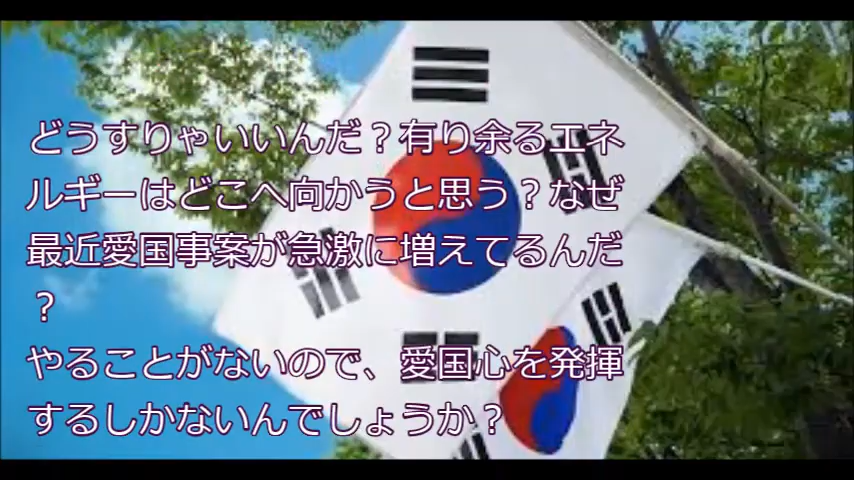 どうすりゃいいんだ？有り余るエネ
ルギーはどこへ向かうと思う？なぜ
最近愛国事案が急激に増えてるんだ
？
やることがないので、愛国心を発揮
するしかないんでしょうか？